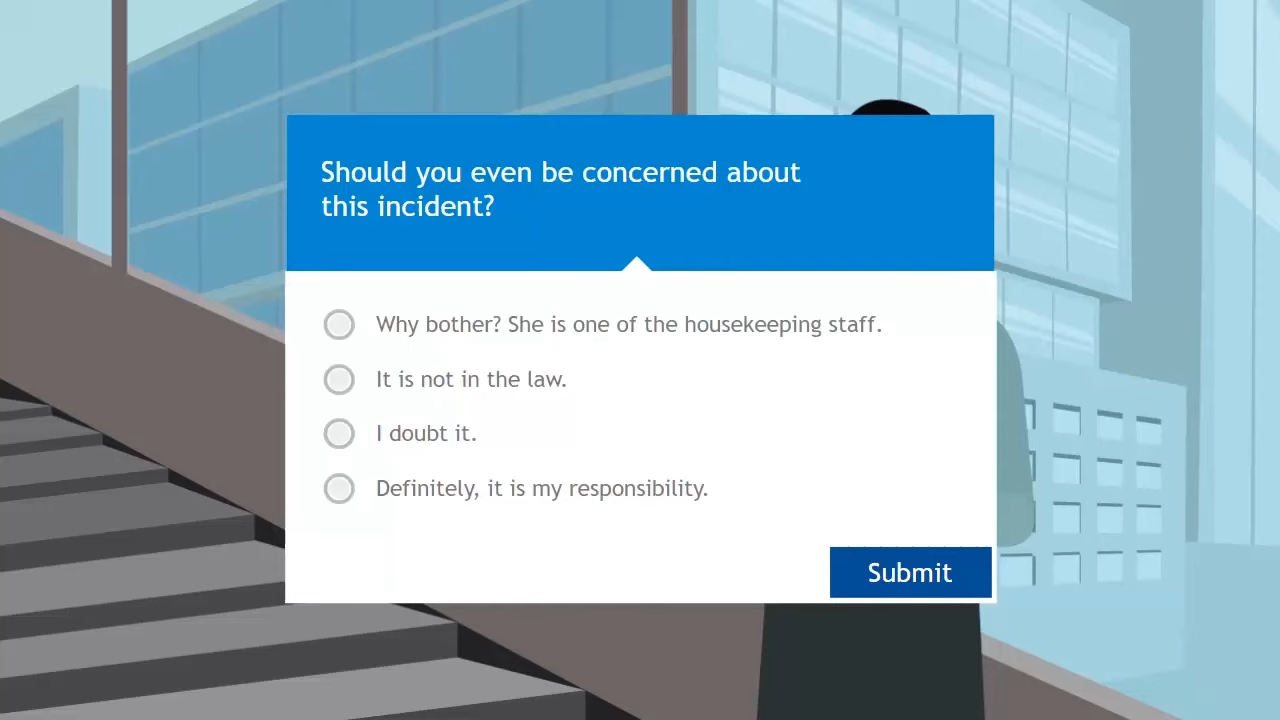 Should you even be concerned about
this incident?
Why bother? She is one of the housekeeping staff.
It is not in the law.
I doubt it.
Definitely, it is my responsibility.
Submit